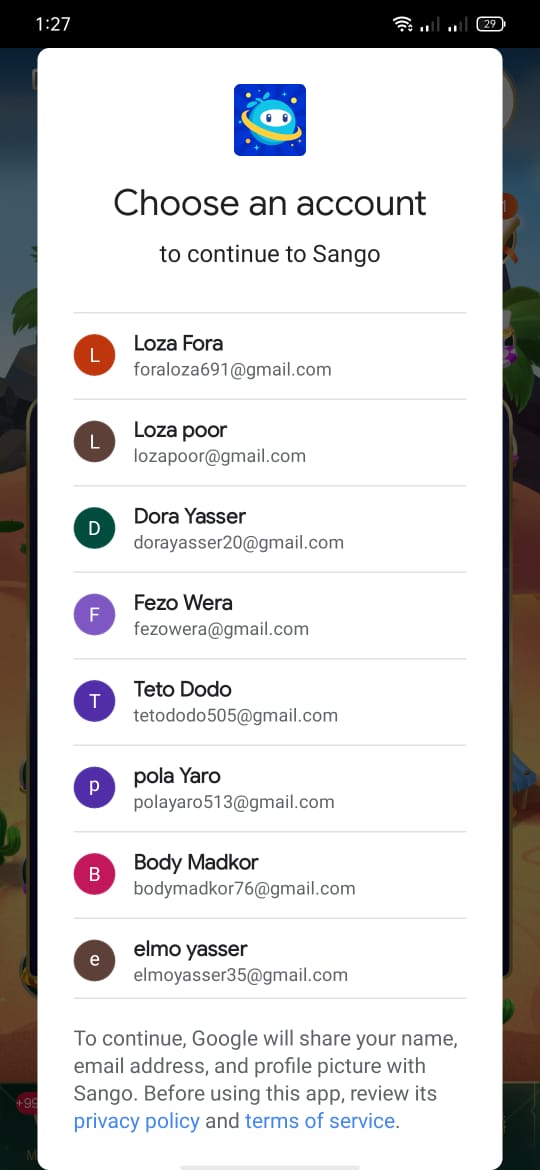 1:27
29
Choose an account
to continue to Sango
L
Loza Fora
foraloza691@gmail.com
L
Loza poor
lozapoor@gmail.com
D
Dora Yasser
dorayasser20@gmail.com
F
Fezo Wera
fezowera@gmail.com
T
Teto Dodo
tetododo505@gmail.com
p
pola Yaro
polayaro513@gmail.com
B
Body Madkor
bodymadkor76@gmail.com
e
elmo yasser
elmoyasser35@gmail.com
To continue, Google will share your name,
email address, and profile picture with
Sango. Before using this app, review its
privacy policy and terms of service.
+99